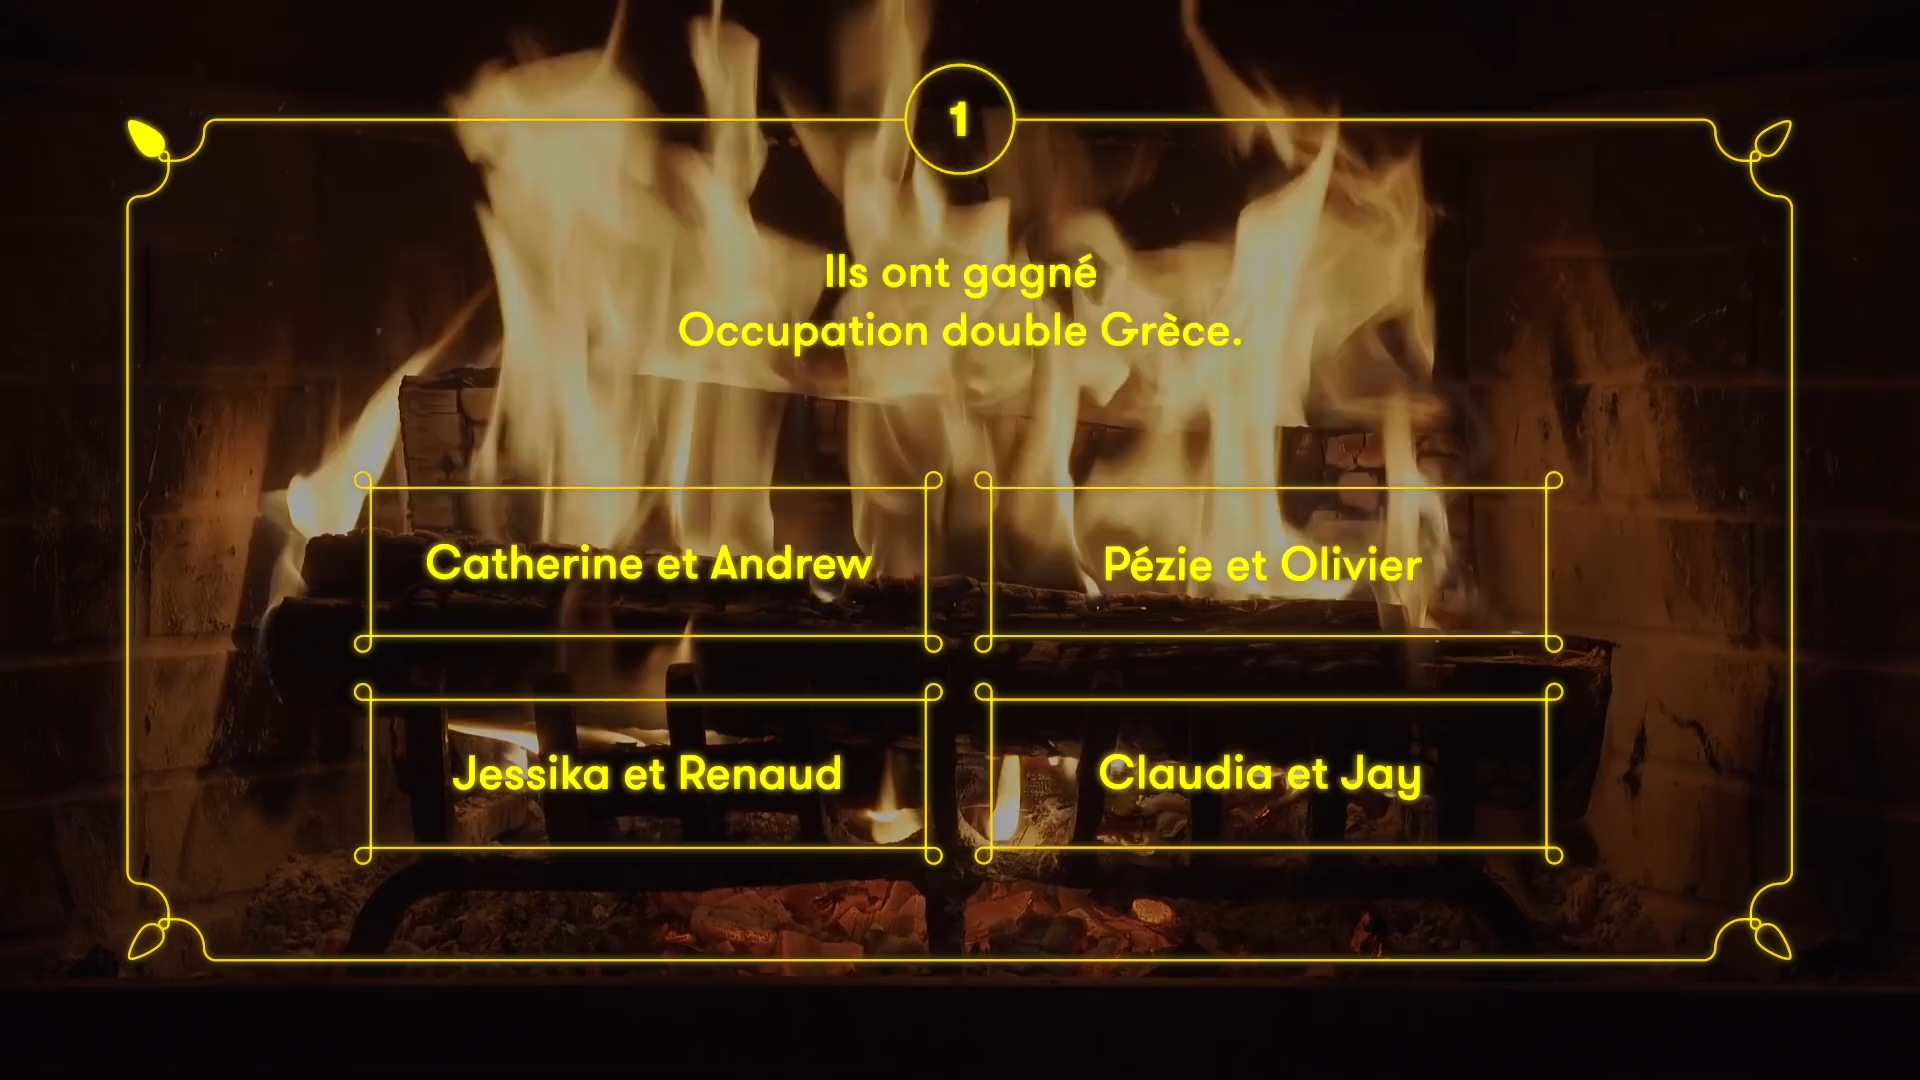 1
Ils ont gagné
Occupation double Grèce.
Catherine et Andrew
Pézie et Olivier
Jessika et Renaud
Claudia et Jay